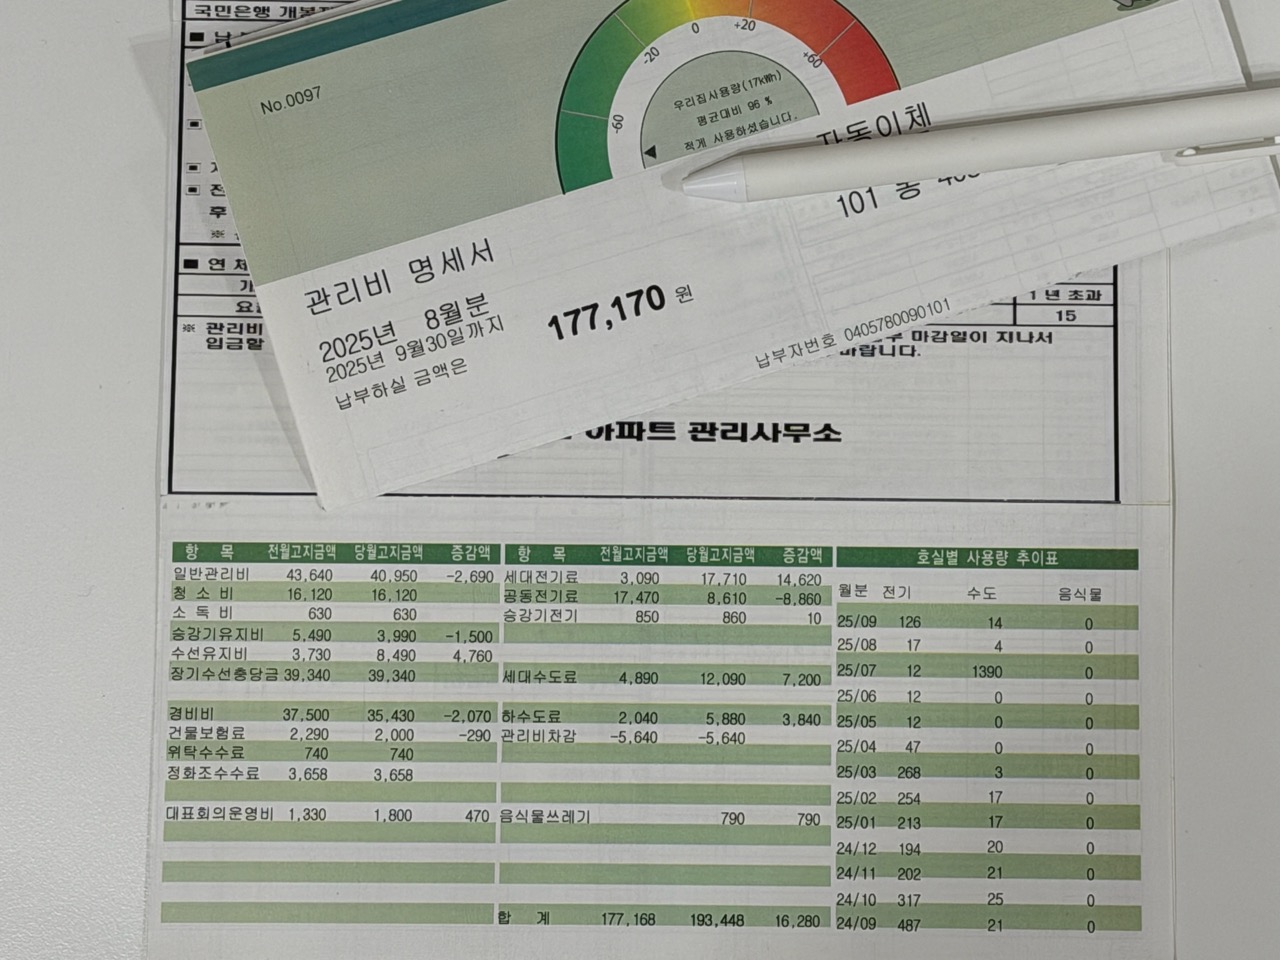 국민은행
No.0097
-60
-20
0
+20
+60
우리집사용량(17kWh)
평균대비 96 %
적게 사용하셨습니다.
자동이체
101 동
관리비 명세서
2025년 8월분
2025년 9월30일까지
납부하실 금액은
177,170 원
납부자번호 0405780090101
■ 연체
1 년 초과
15
※ 관리비
입금할
마감일이 지나서
바랍니다.
아파트 관리사무소
항 목 전월고지금액 당월고지금액 증감액
일반관리비 43,640 40,950 -2,690
청 소 비 16,120 16,120
소 독 비 630 630
승강기유지비 5,490 3,990 -1,500
수선유지비 3,730 8,490 4,760
장기수선충당금 39,340 39,340
경비비 37,500 35,430 -2,070
건물보험료 2,290 2,000 -290
위탁수수료 740 740
정화조수수료 3,658 3,658
대표회의운영비 1,330 1,800 470
항 목 전월고지금액 당월고지금액 증감액
세대전기료 3,090 17,710 14,620
공동전기료 17,470 8,610 -8,860
승강기전기 850 860 10
세대수도료 4,890 12,090 7,200
하수도료 2,040 5,880 3,840
관리비차감 -5,640 -5,640
음식물쓰레기 790 790
합 계 177,168 193,448 16,280
호실별 사용량 추이표
월분 전기 수도 음식물
25/09 126 14 0
25/08 17 4 0
25/07 12 1390 0
25/06 12 0 0
25/05 12 0 0
25/04 47 0 0
25/03 268 3 0
25/02 254 17 0
25/01 213 17 0
24/12 194 20 0
24/11 202 21 0
24/10 317 25 0
24/09 487 21 0